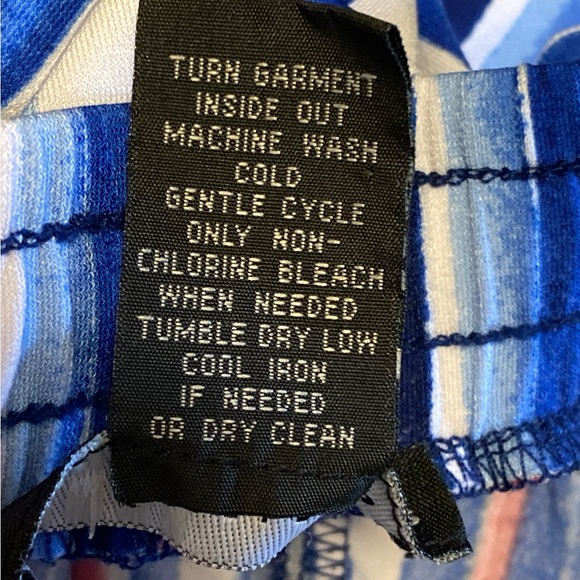 TURN GARMENT
INSIDE OUT
MACHINE WASH
COLD
GENTLE CYCLE
ONLY NON-
CHLORINE BLEACH
WHEN NEEDED
TUMBLE DRY LOW
COOL IRON
IF NEEDED
OR DRY CLEAN